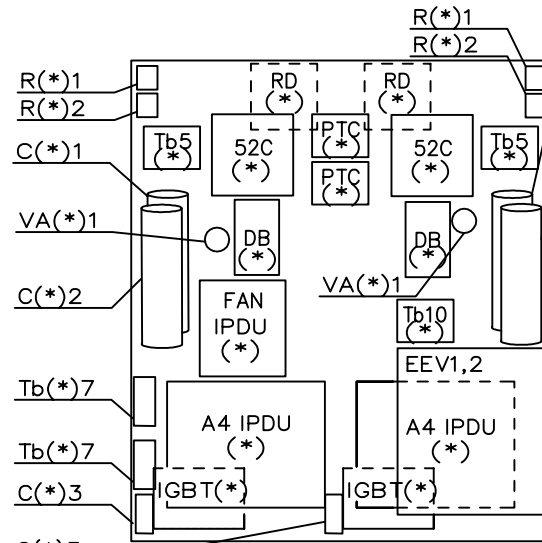 R(*)1
R(*)2
R(*)1
R(*)2
RD
(*)
RD
(*)
PTC
(*)
Tb5
(*)
52C
(*)
52C
(*)
Tb5
(*)
C(*)1
PTC
(*)
VA(*)1
DB
(*)
DB
(*)
VA(*)1
C(*)2
FAN
IPDU
(*)
Tb10
(*)
EEV1,2
Tb(*)7
A4 IPDU
(*)
A4 IPDU
(*)
Tb(*)7
IGBT(*)
IGBT(*)
C(*)3